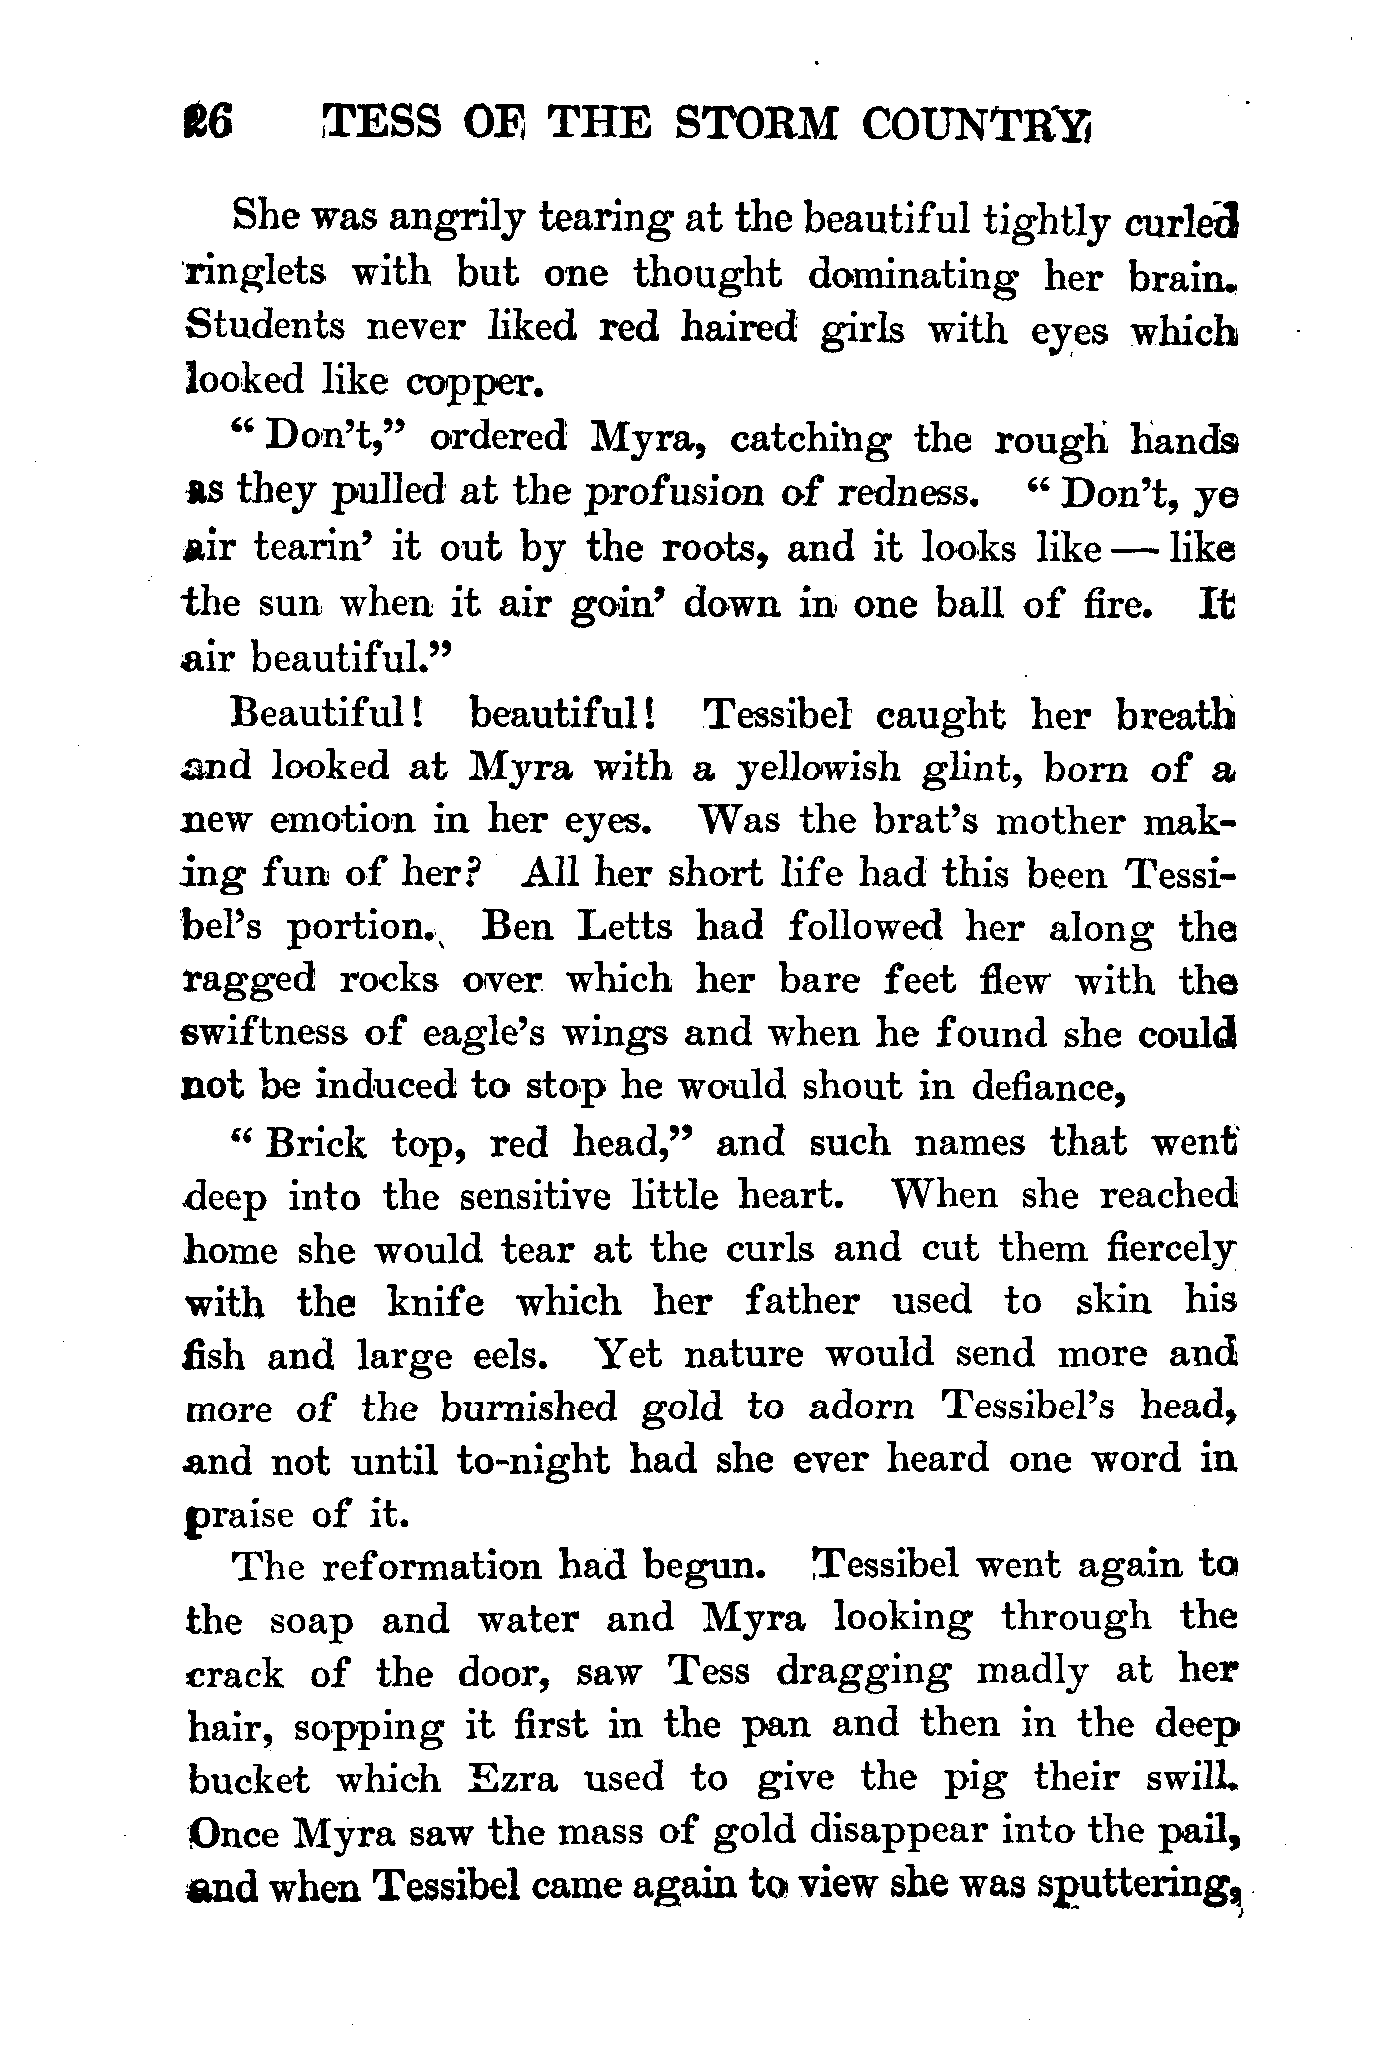 26 TESS OF THE STORM COUNTRY
She was angrily tearing at the beautiful tightly curled
ringlets with but one thought dominating her brain.
Students never liked red haired girls with eyes which
looked like copper.
“ Don’t,” ordered Myra, catching the rough hands
as they pulled at the profusion of redness. “ Don’t, ye
air tearin’ it out by the roots, and it looks like — like
the sun when it air goin’ down in one ball of fire. It
air beautiful.”
Beautiful! beautiful! Tessibel caught her breath
and looked at Myra with a yellowish glint, born of a
new emotion in her eyes. Was the brat’s mother mak-
ing fun of her? All her short life had this been Tessi-
bel’s portion. Ben Letts had followed her along the
ragged rocks over which her bare feet flew with the
swiftness of eagle’s wings and when he found she could
not be induced to stop he would shout in defiance,
“ Brick top, red head,” and such names that went
deep into the sensitive little heart. When she reached
home she would tear at the curls and cut them fiercely
with the knife which her father used to skin his
fish and large eels. Yet nature would send more and
more of the burnished gold to adorn Tessibel’s head,
and not until to-night had she ever heard one word in
praise of it.
The reformation had begun. Tessibel went again to
the soap and water and Myra looking through the
crack of the door, saw Tess dragging madly at her
hair, sopping it first in the pan and then in the deep
bucket which Ezra used to give the pig their swill.
Once Myra saw the mass of gold disappear into the pail,
and when Tessibel came again to view she was sputtering,